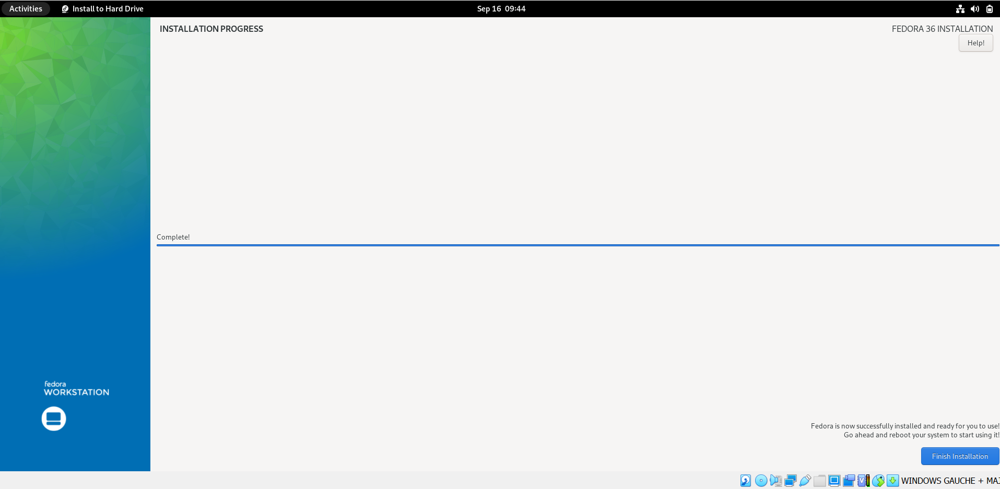 Activities
Install to Hard Drive
Sep 16 09:44
INSTALLATION PROGRESS
FEDORA 36 INSTALLATION
Help!
Complete!
fedora
WORKSTATION
Fedora is now successfully installed and ready for you to use!
Go ahead and reboot your system to start using it!
Finish Installation
WINDOWS GAUCHE + MAJ